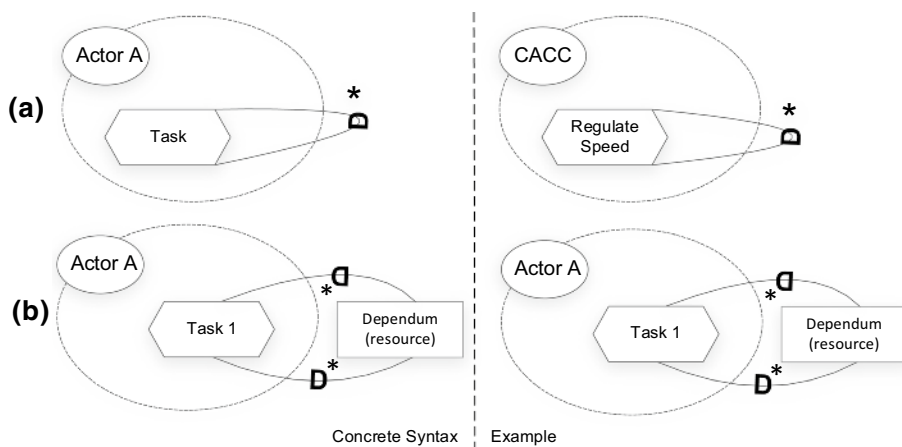 Actor A
CACC
(a)
*
D
Task
*
D
Regulate
Speed
(b)
Actor A
D
*
Task 1
Dependum
(resource)
D*
Actor A
D
*
Task 1
Dependum
(resource)
D*
Concrete Syntax
Example